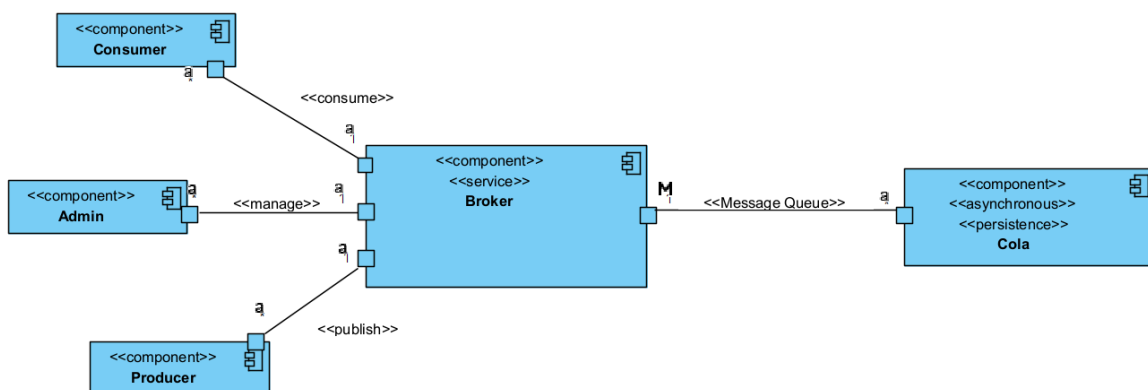 <<component>>
Consumer
a
<<consume>>
a
<<component>>
<<service>>
Broker
<<component>>
Admin
a
<<manage>>
a
M
<<Message Queue>>
a
<<component>>
<<asynchronous>>
<<persistence>>
Cola
a
a
<<publish>>
<<component>>
Producer